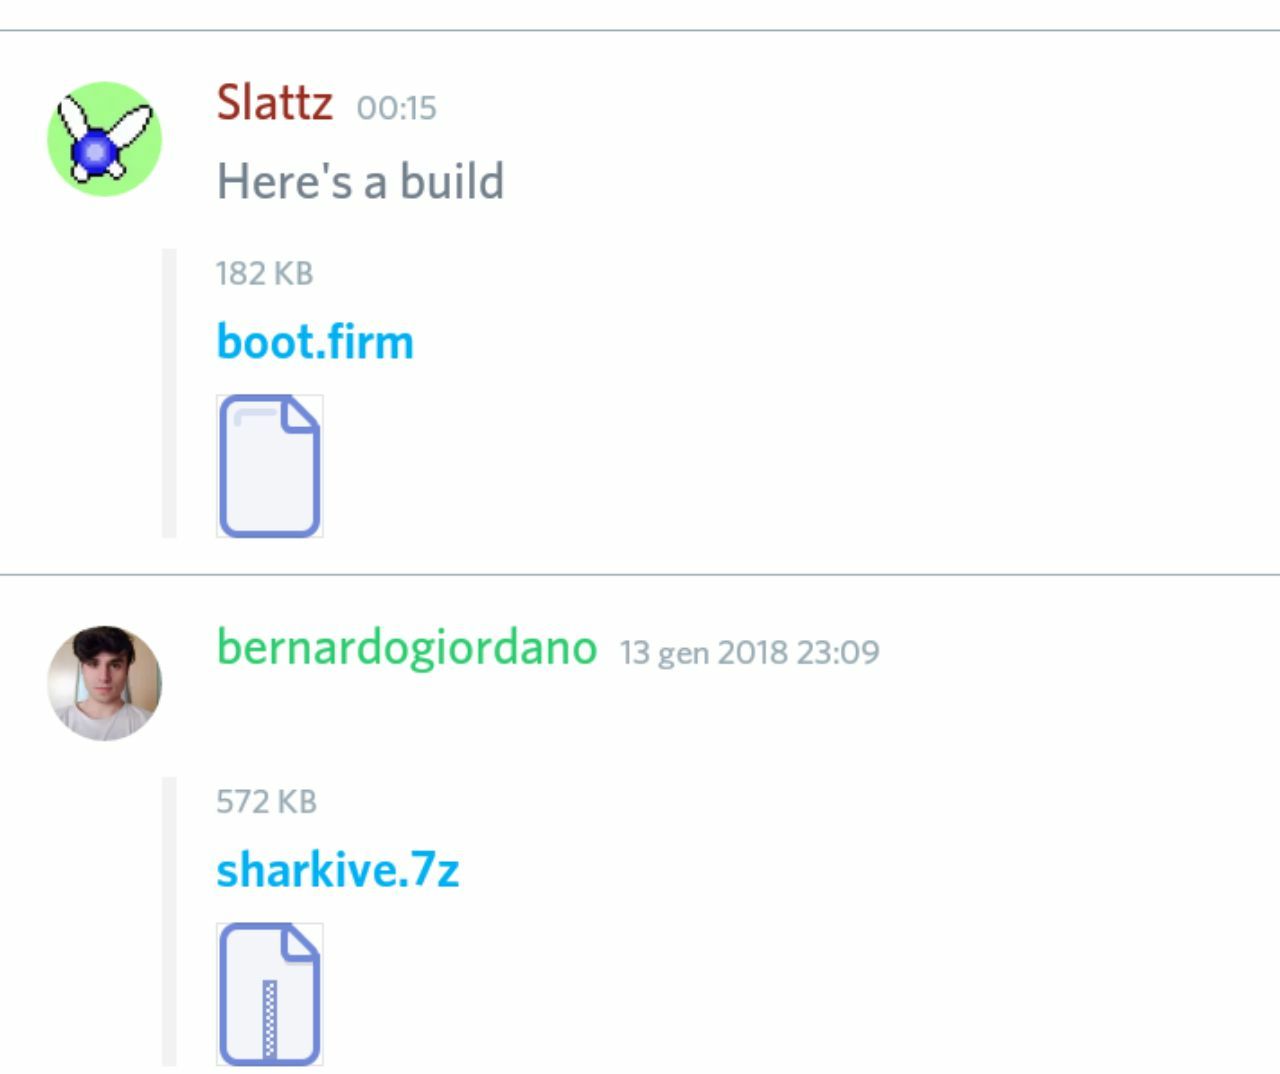 Slattz 00:15
Here's a build
182 KB
boot.firm
bernardogiordano 13 gen 2018 23:09
572 KB
sharkive.7z